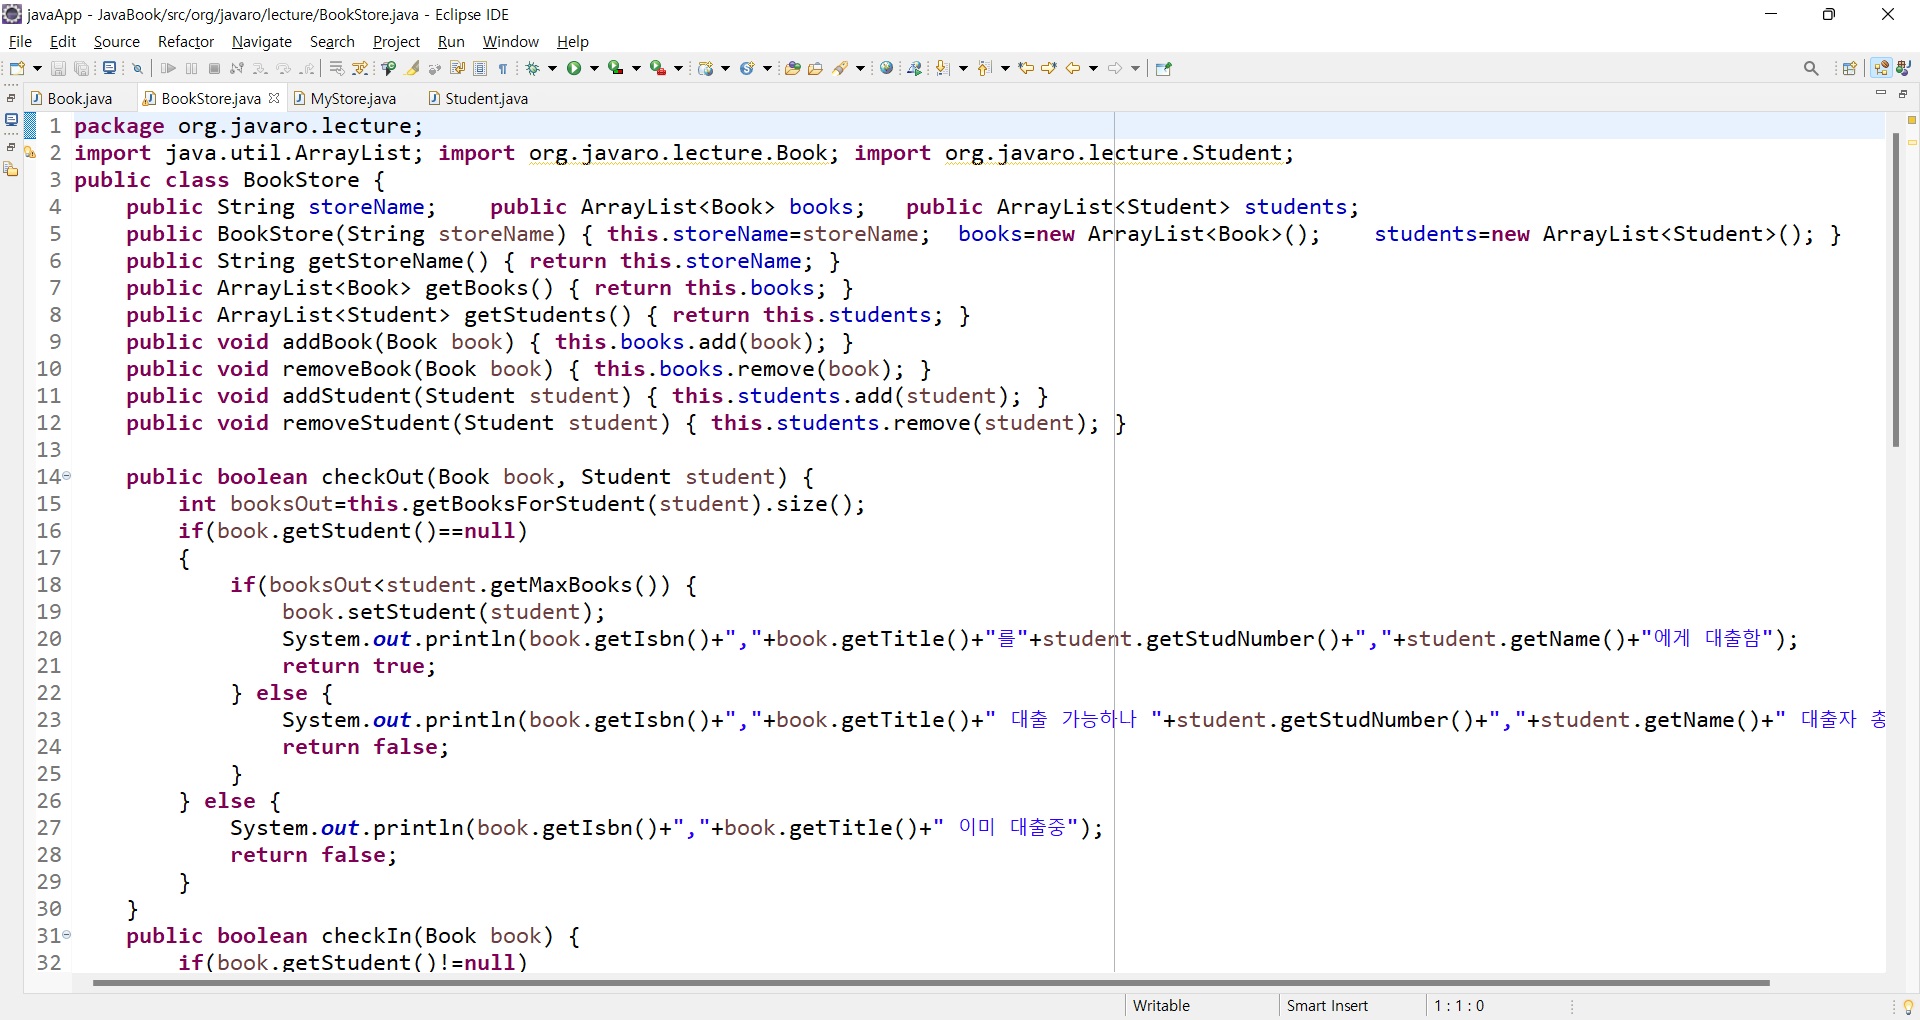 javaApp - JavaBook/src/org/javaro/lecture/BookStore.java - Eclipse IDE
File Edit Source Refactor Navigate Search Project Run Window Help
Book.java BookStore.java MyStore.java Student.java
1 package org.javaro.lecture;
2 import java.util.ArrayList; import org.javaro.lecture.Book; import org.javaro.lecture.Student;
3 public class BookStore {
4 public String storeName; public ArrayList<Book> books; public ArrayList<Student> students;
5 public BookStore(String storeName) { this.storeName=storeName; books=new ArrayList<Book>(); students=new ArrayList<Student>(); }
6 public String getStoreName() { return this.storeName; }
7 public ArrayList<Book> getBooks() { return this.books; }
8 public ArrayList<Student> getStudents() { return this.students; }
9 public void addBook(Book book) { this.books.add(book); }
10 public void removeBook(Book book) { this.books.remove(book); }
11 public void addStudent(Student student) { this.students.add(student); }
12 public void removeStudent(Student student) { this.students.remove(student); }
13
14 public boolean checkOut(Book book, Student student) {
15 int booksOut=this.getBooksForStudent(student).size();
16 if(book.getStudent()==null)
17 {
18 if(booksOut<student.getMaxBooks()) {
19 book.setStudent(student);
20 System.out.println(book.getIsbn()+","+book.getTitle()+"를"+student.getStudNumber()+","+student.getName()+"에게 대출함");
21 return true;
22 } else {
23 System.out.println(book.getIsbn()+","+book.getTitle()+" 대출 가능하나 "+student.getStudNumber()+","+student.getName()+" 대출자 총
24 return false;
25 }
26 } else {
27 System.out.println(book.getIsbn()+","+book.getTitle()+" 이미 대출중");
28 return false;
29 }
30 }
31 public boolean checkIn(Book book) {
32 if(book.getStudent()!=null)
Writable Smart Insert 1 : 1 : 0